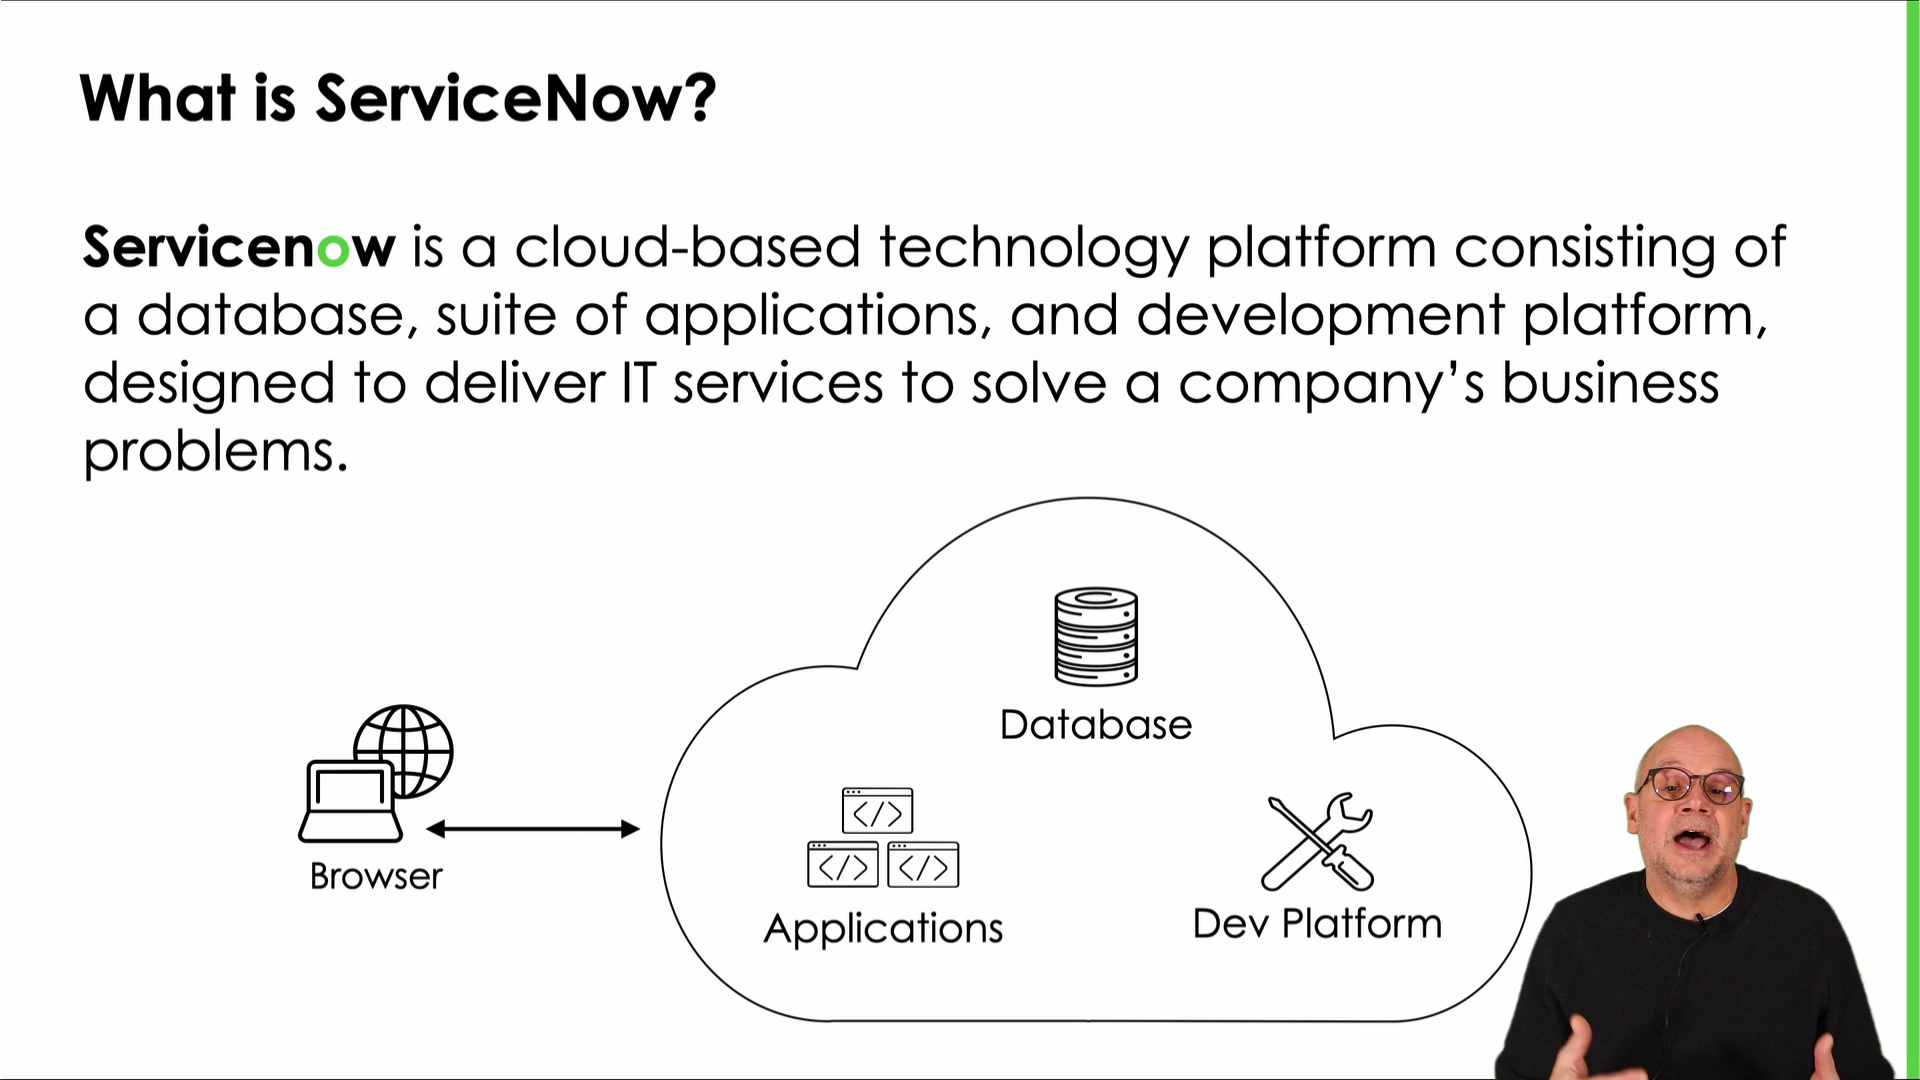 What is ServiceNow?
Servicenow is a cloud-based technology platform consisting of
a database, suite of applications, and development platform,
designed to deliver IT services to solve a company’s business
problems.
Database
Browser
</>
</> </>
Applications
Dev Platform